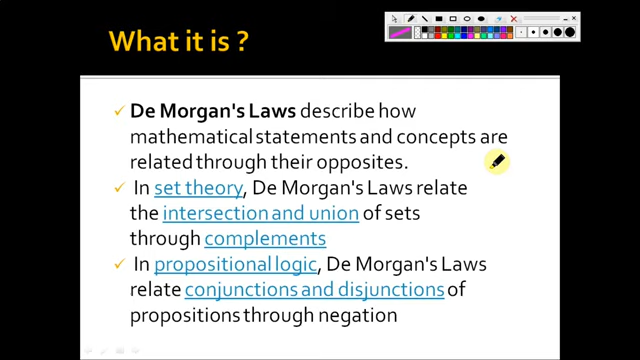 What it is ?
De Morgan's Laws describe how
mathematical statements and concepts are
related through their opposites.
In set theory, De Morgan's Laws relate
the intersection and union of sets
through complements
In propositional logic, De Morgan's Laws
relate conjunctions and disjunctions of
propositions through negation